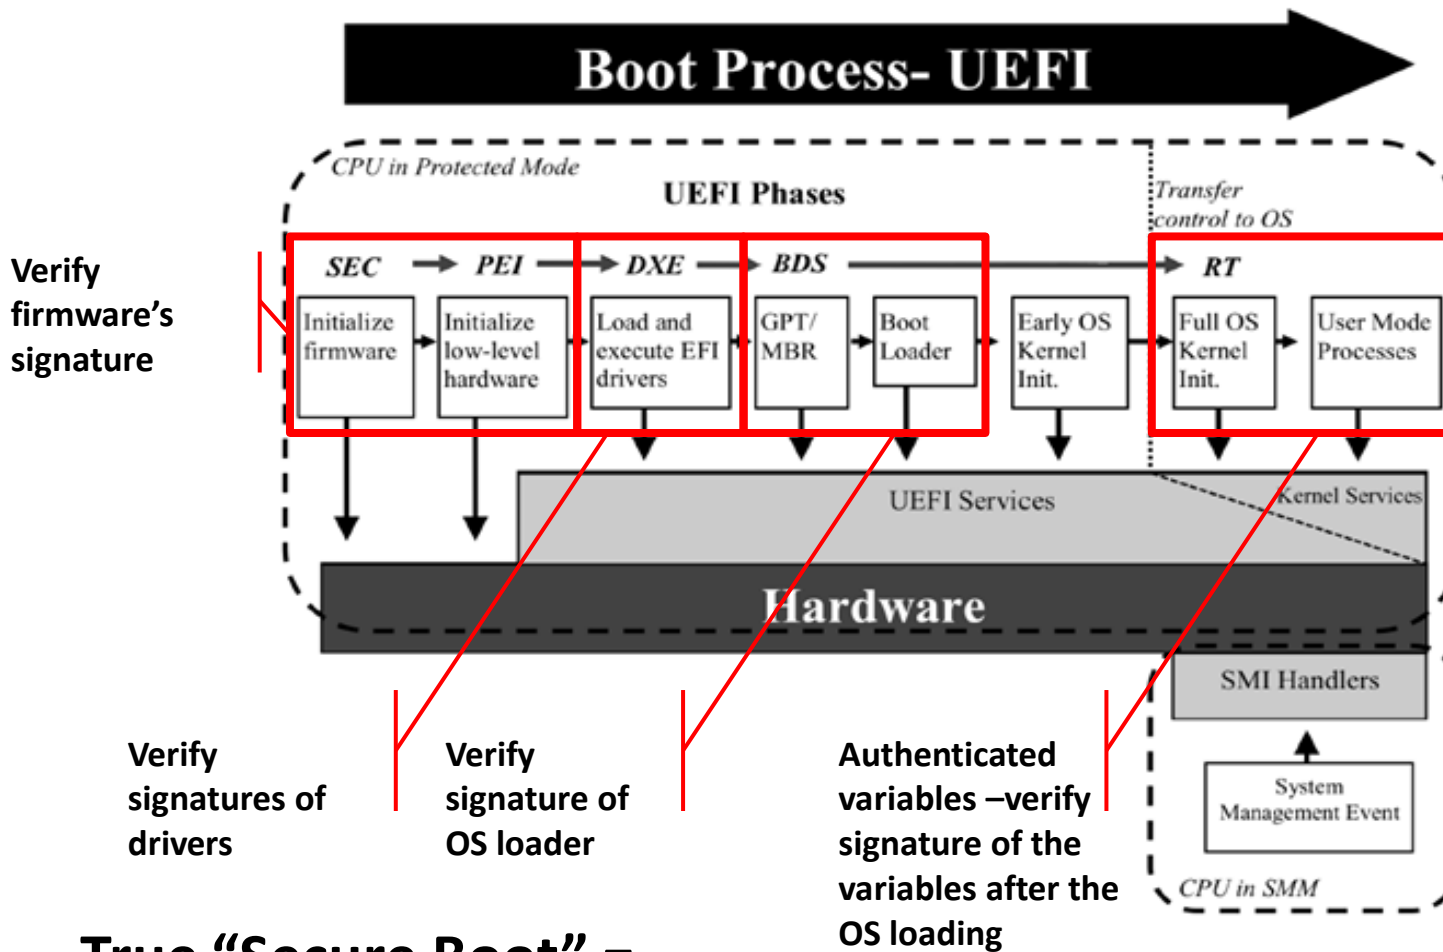 Boot Process- UEFI
CPU in Protected Mode
UEFI Phases
Transfer
control to OS
Verify
firmware’s
signature
SEC
PEI
DXE
BDS
RT
Initialize
firmware
Initialize
low-level
hardware
Load and
execute EFI
drivers
GPT/
MBR
Boot
Loader
Early OS
Kernel
Init.
Full OS
Kernel
Init.
User Mode
Processes
UEFI Services
Kernel Services
Hardware
SMI Handlers
System
Management Event
CPU in SMM
Verify
signatures of
drivers
Verify
signature of
OS loader
Authenticated
variables –verify
signature of the
variables after the
OS loading
True “Secure Boot” =